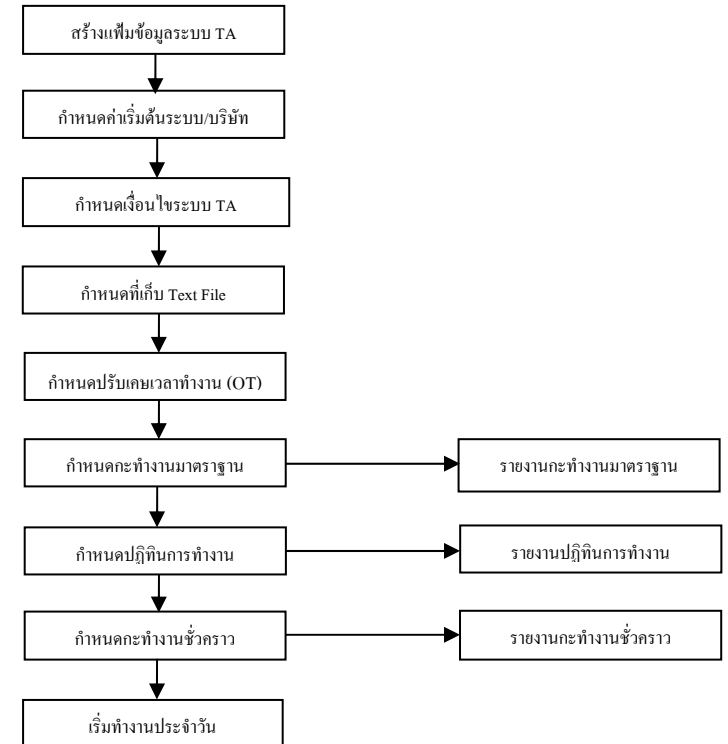 สร้างแฟ้มข้อมูลระบบ TA
กำหนดค่าเริ่มต้นระบบ/บริษัท
กำหนดเงื่อนไขระบบ TA
กำหนดที่เก็บ Text File
กำหนดปรับเศษเวลาทำงาน (OT)
กำหนดกะทำงานมาตราฐาน
รายงานกะทำงานมาตราฐาน
กำหนดปฏิทินการทำงาน
รายงานปฏิทินการทำงาน
กำหนดกะทำงานชั่วคราว
รายงานกะทำงานชั่วคราว
เริ่มทำงานประจำวัน